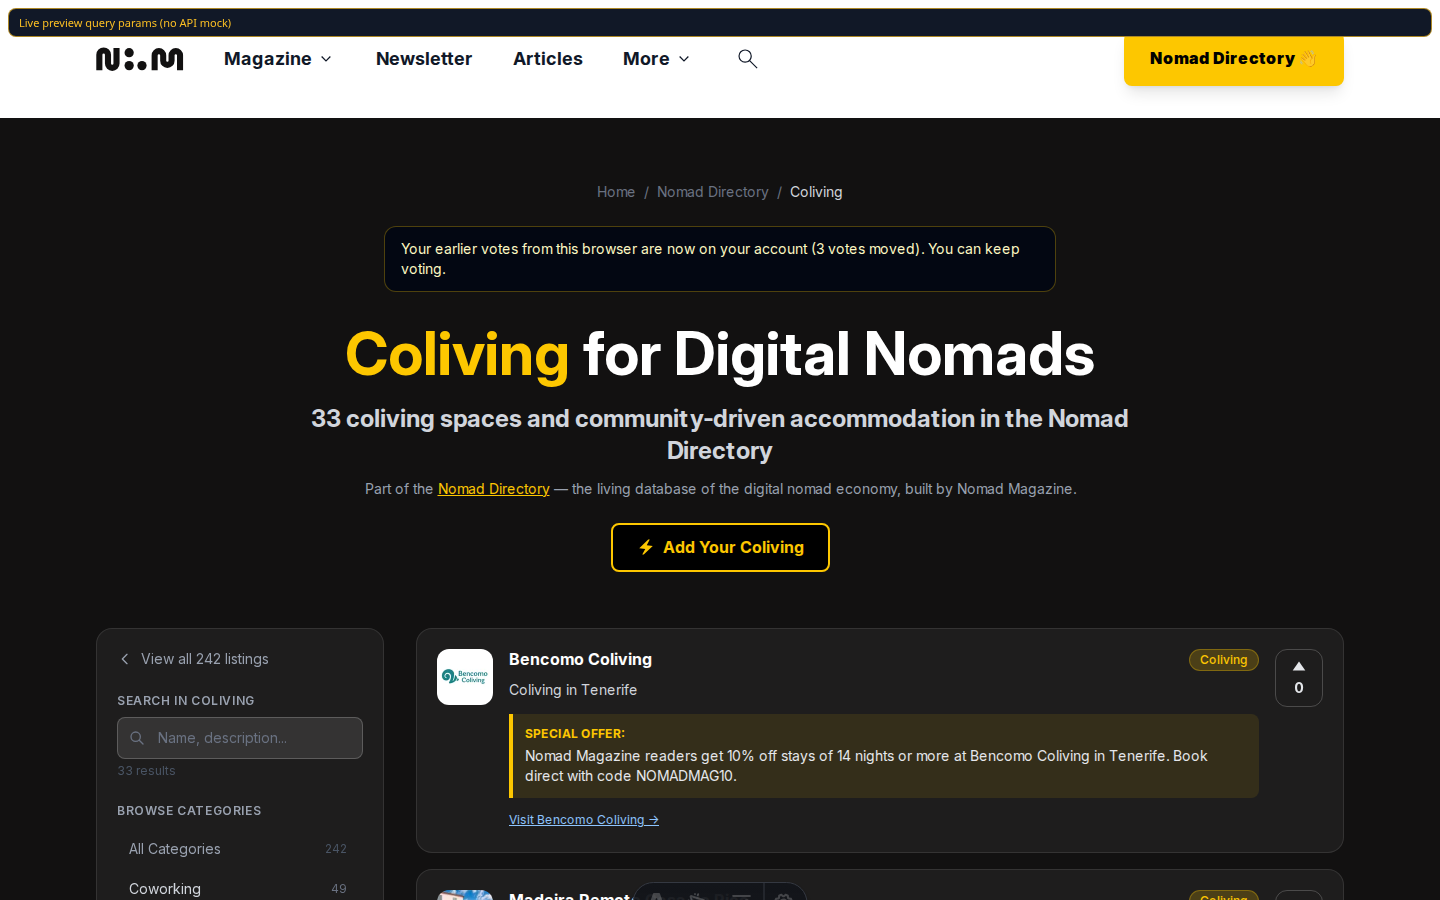 Live preview query params (no API mock)
N:.M
Magazine
Newsletter
Articles
More
Nomad Directory 👋
Home / Nomad Directory / Coliving
Your earlier votes from this browser are now on your account (3 votes moved). You can keep
voting.
Coliving for Digital Nomads
33 coliving spaces and community-driven accommodation in the Nomad
Directory
Part of the Nomad Directory — the living database of the digital nomad economy, built by Nomad Magazine.
Add Your Coliving
View all 242 listings
SEARCH IN COLIVING
Name, description...
33 results
BROWSE CATEGORIES
All Categories 242
Coworking 49
Bencomo Coliving
Bencomo Coliving
Coliving
0
Coliving in Tenerife
SPECIAL OFFER:
Nomad Magazine readers get 10% off stays of 14 nights or more at Bencomo Coliving in Tenerife. Book
direct with code NOMADMAG10.
Visit Bencomo Coliving →
Madeira
Coliving